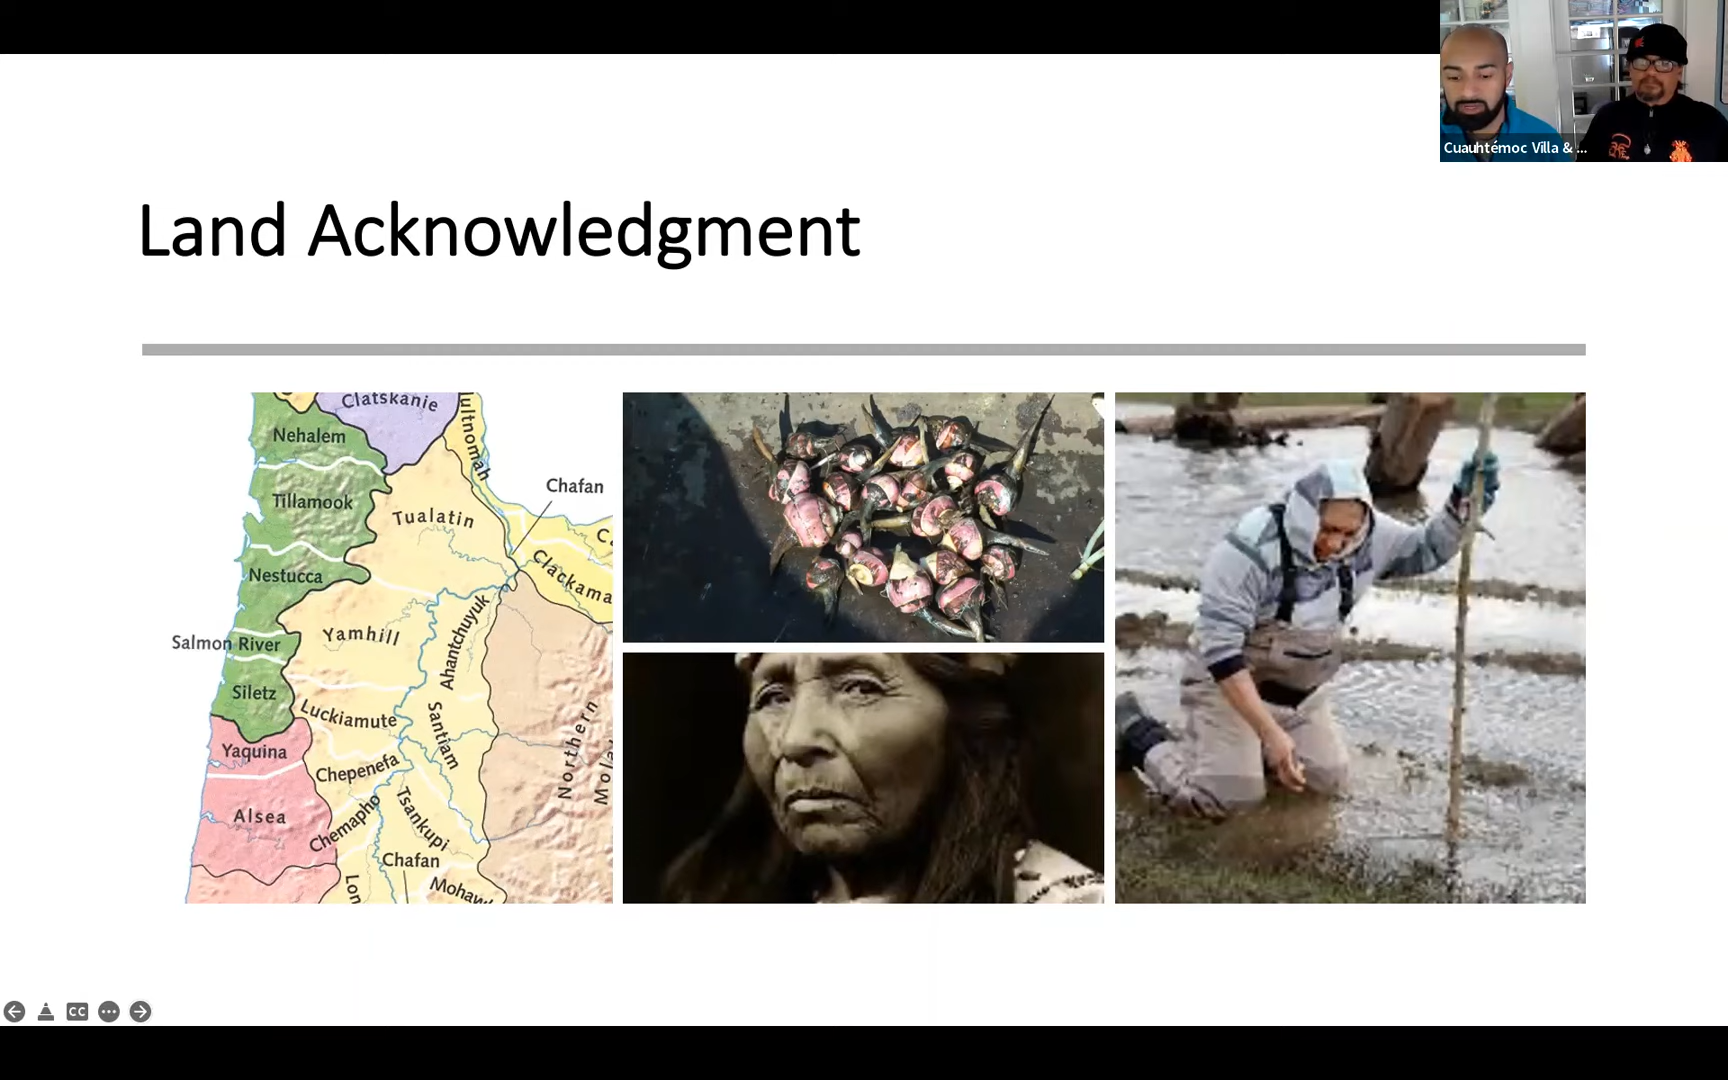 Cuauhtémoc Villa & ...
Land Acknowledgment
Clatskanie
Nehalem
Tillamook
Tualatin
Chafan
Nestucca
Yamhill
Ahantchuyuk
Salmon River
Siletz
Luckiamute
Santiam
Northern
Yaquina
Chepenefa
Alsea
Chemapho
Tsankupi
Chafan
CC